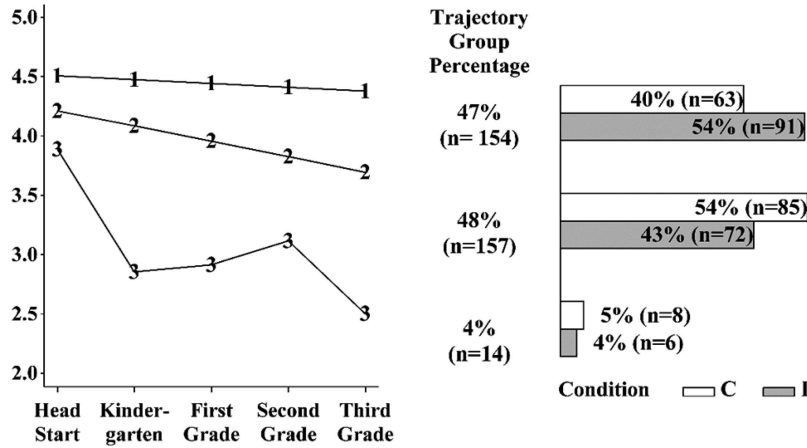 5.0
4.5
4.0
3.5
3.0
2.5
2.0
1 1 1 1 1
2 2 2 2 2
3 3 3 3 3
Head Start
Kinder-garten
First Grade
Second Grade
Third Grade
Trajectory
Group
Percentage
47%
(n= 154)
40% (n=63)
54% (n=91)
48%
(n=157)
54% (n=85)
43% (n=72)
4%
(n=14)
5% (n=8)
4% (n=6)
Condition C I